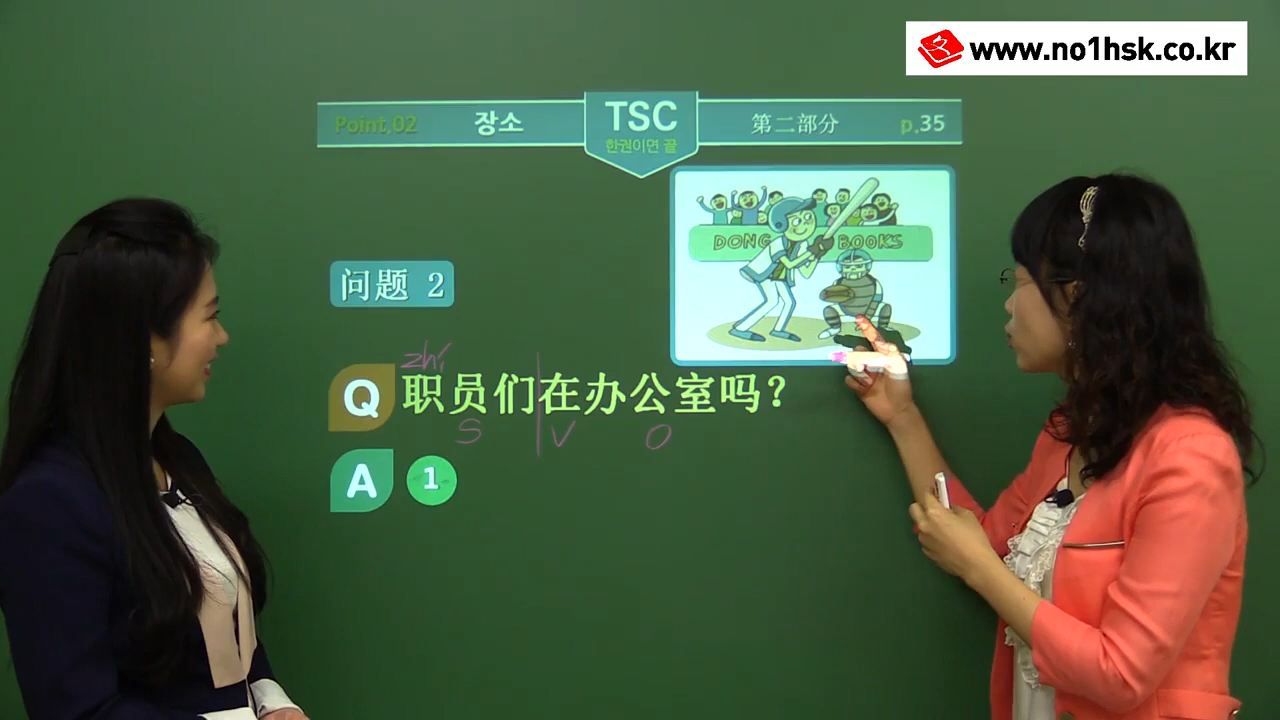 www.no1hsk.co.kr
Point.02 장소 TSC 第二部分 p.35
한권이면 끝
DONG BOOKS
问题 2
zhí
Q 职员们在办公室吗？
S V O
A 1